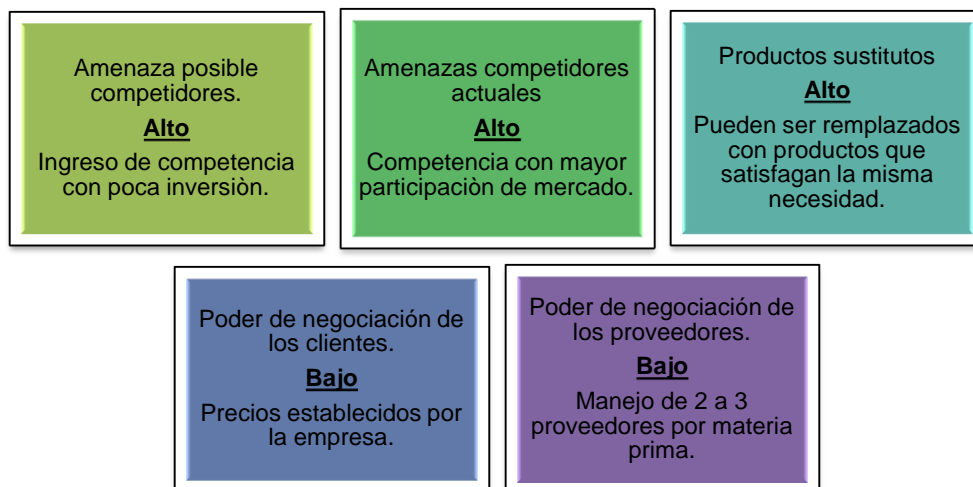 Amenaza posible
competidores.
Alto
Ingreso de competencia
con poca inversiòn.
Amenazas competidores
actuales
Alto
Competencia con mayor
participaciòn de mercado.
Productos sustitutos
Alto
Pueden ser remplazados
con productos que
satisfagan la misma
necesidad.
Poder de negociación de
los clientes.
Bajo
Precios establecidos por
la empresa.
Poder de negociación de
los proveedores.
Bajo
Manejo de 2 a 3
proveedores por materia
prima.